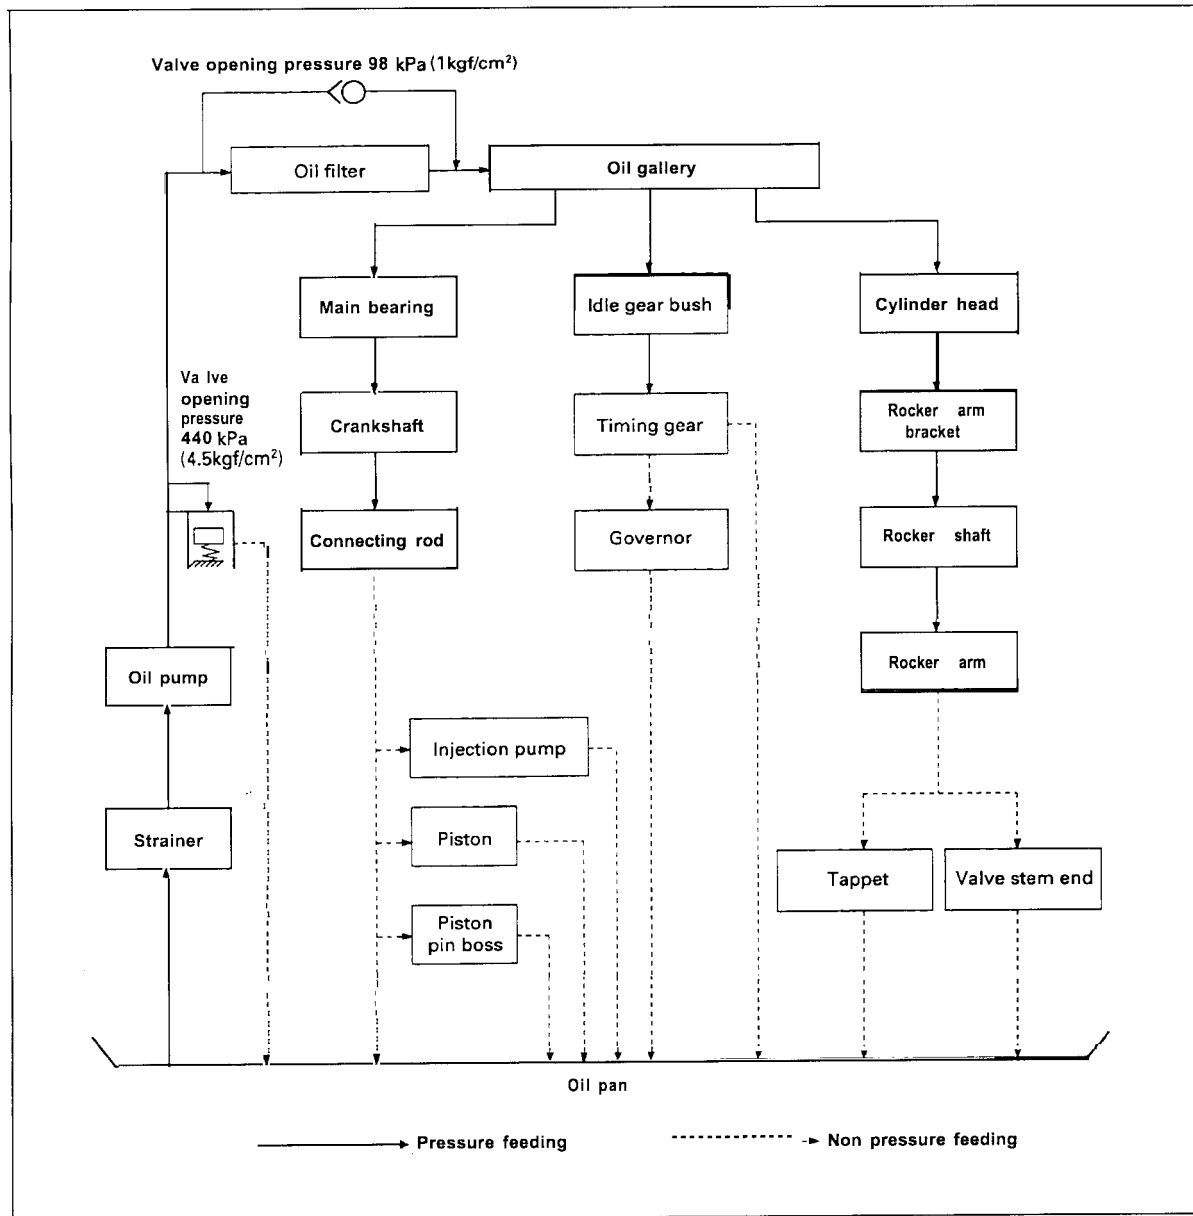 Valve opening pressure 98 kPa (1kgf/cm²)
Oil filter
Oil gallery
Main bearing
Idle gear bush
Cylinder head
Va lve
opening
pressure
440 kPa
(4.5kgf/cm²)
Crankshaft
Timing gear
Rocker arm
bracket
Connecting rod
Governor
Rocker shaft
Oil pump
Rocker arm
Injection pump
Strainer
Piston
Tappet
Valve stem end
Piston
pin boss
Oil pan
Pressure feeding
Non pressure feeding